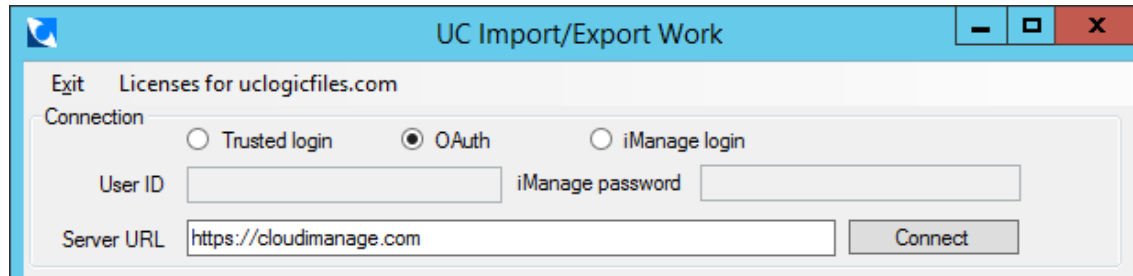 UC Import/Export Work
Exit Licenses for uclogicfiles.com
Connection
Trusted login OAuth iManage login
User ID iManage password
Server URL https://cloudimanage.com Connect